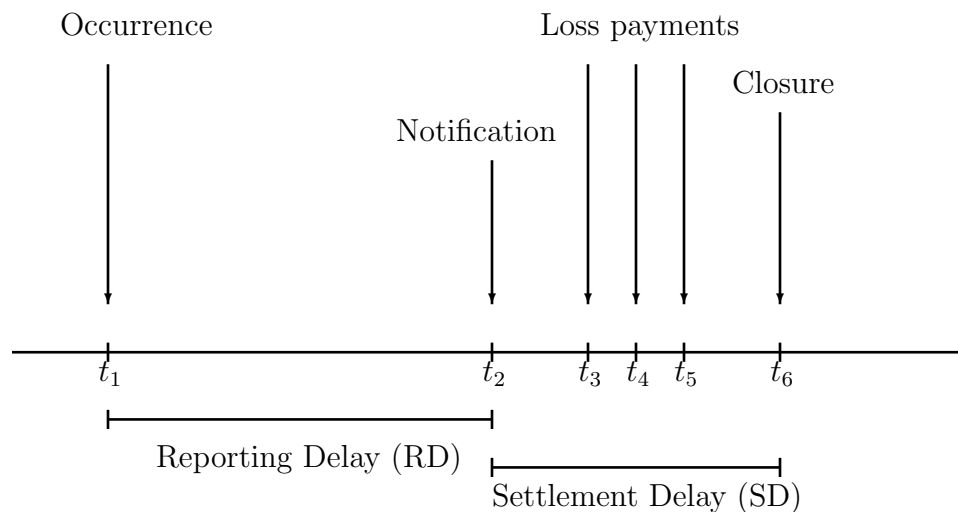 Occurrence
Loss payments
Closure
Notification
t₁
t₂
t₃
t₄
t₅
t₆
Reporting Delay (RD)
Settlement Delay (SD)